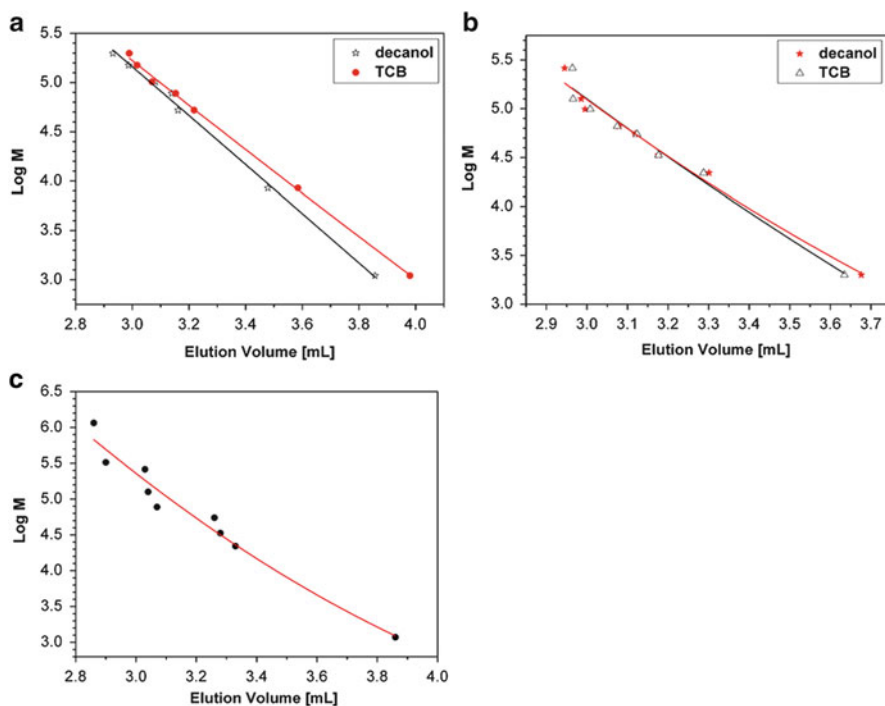 a
5.5
5.0
4.5
4.0
3.5
3.0
Log M
2.8 3.0 3.2 3.4 3.6 3.8 4.0
Elution Volume [mL]
decanol
TCB
b
5.5
5.0
4.5
4.0
3.5
3.0
Log M
2.9 3.0 3.1 3.2 3.3 3.4 3.5 3.6 3.7
Elution Volume [mL]
decanol
TCB
c
6.5
6.0
5.5
5.0
4.5
4.0
3.5
3.0
Log M
2.8 3.0 3.2 3.4 3.6 3.8 4.0
Elution Volume [mL]